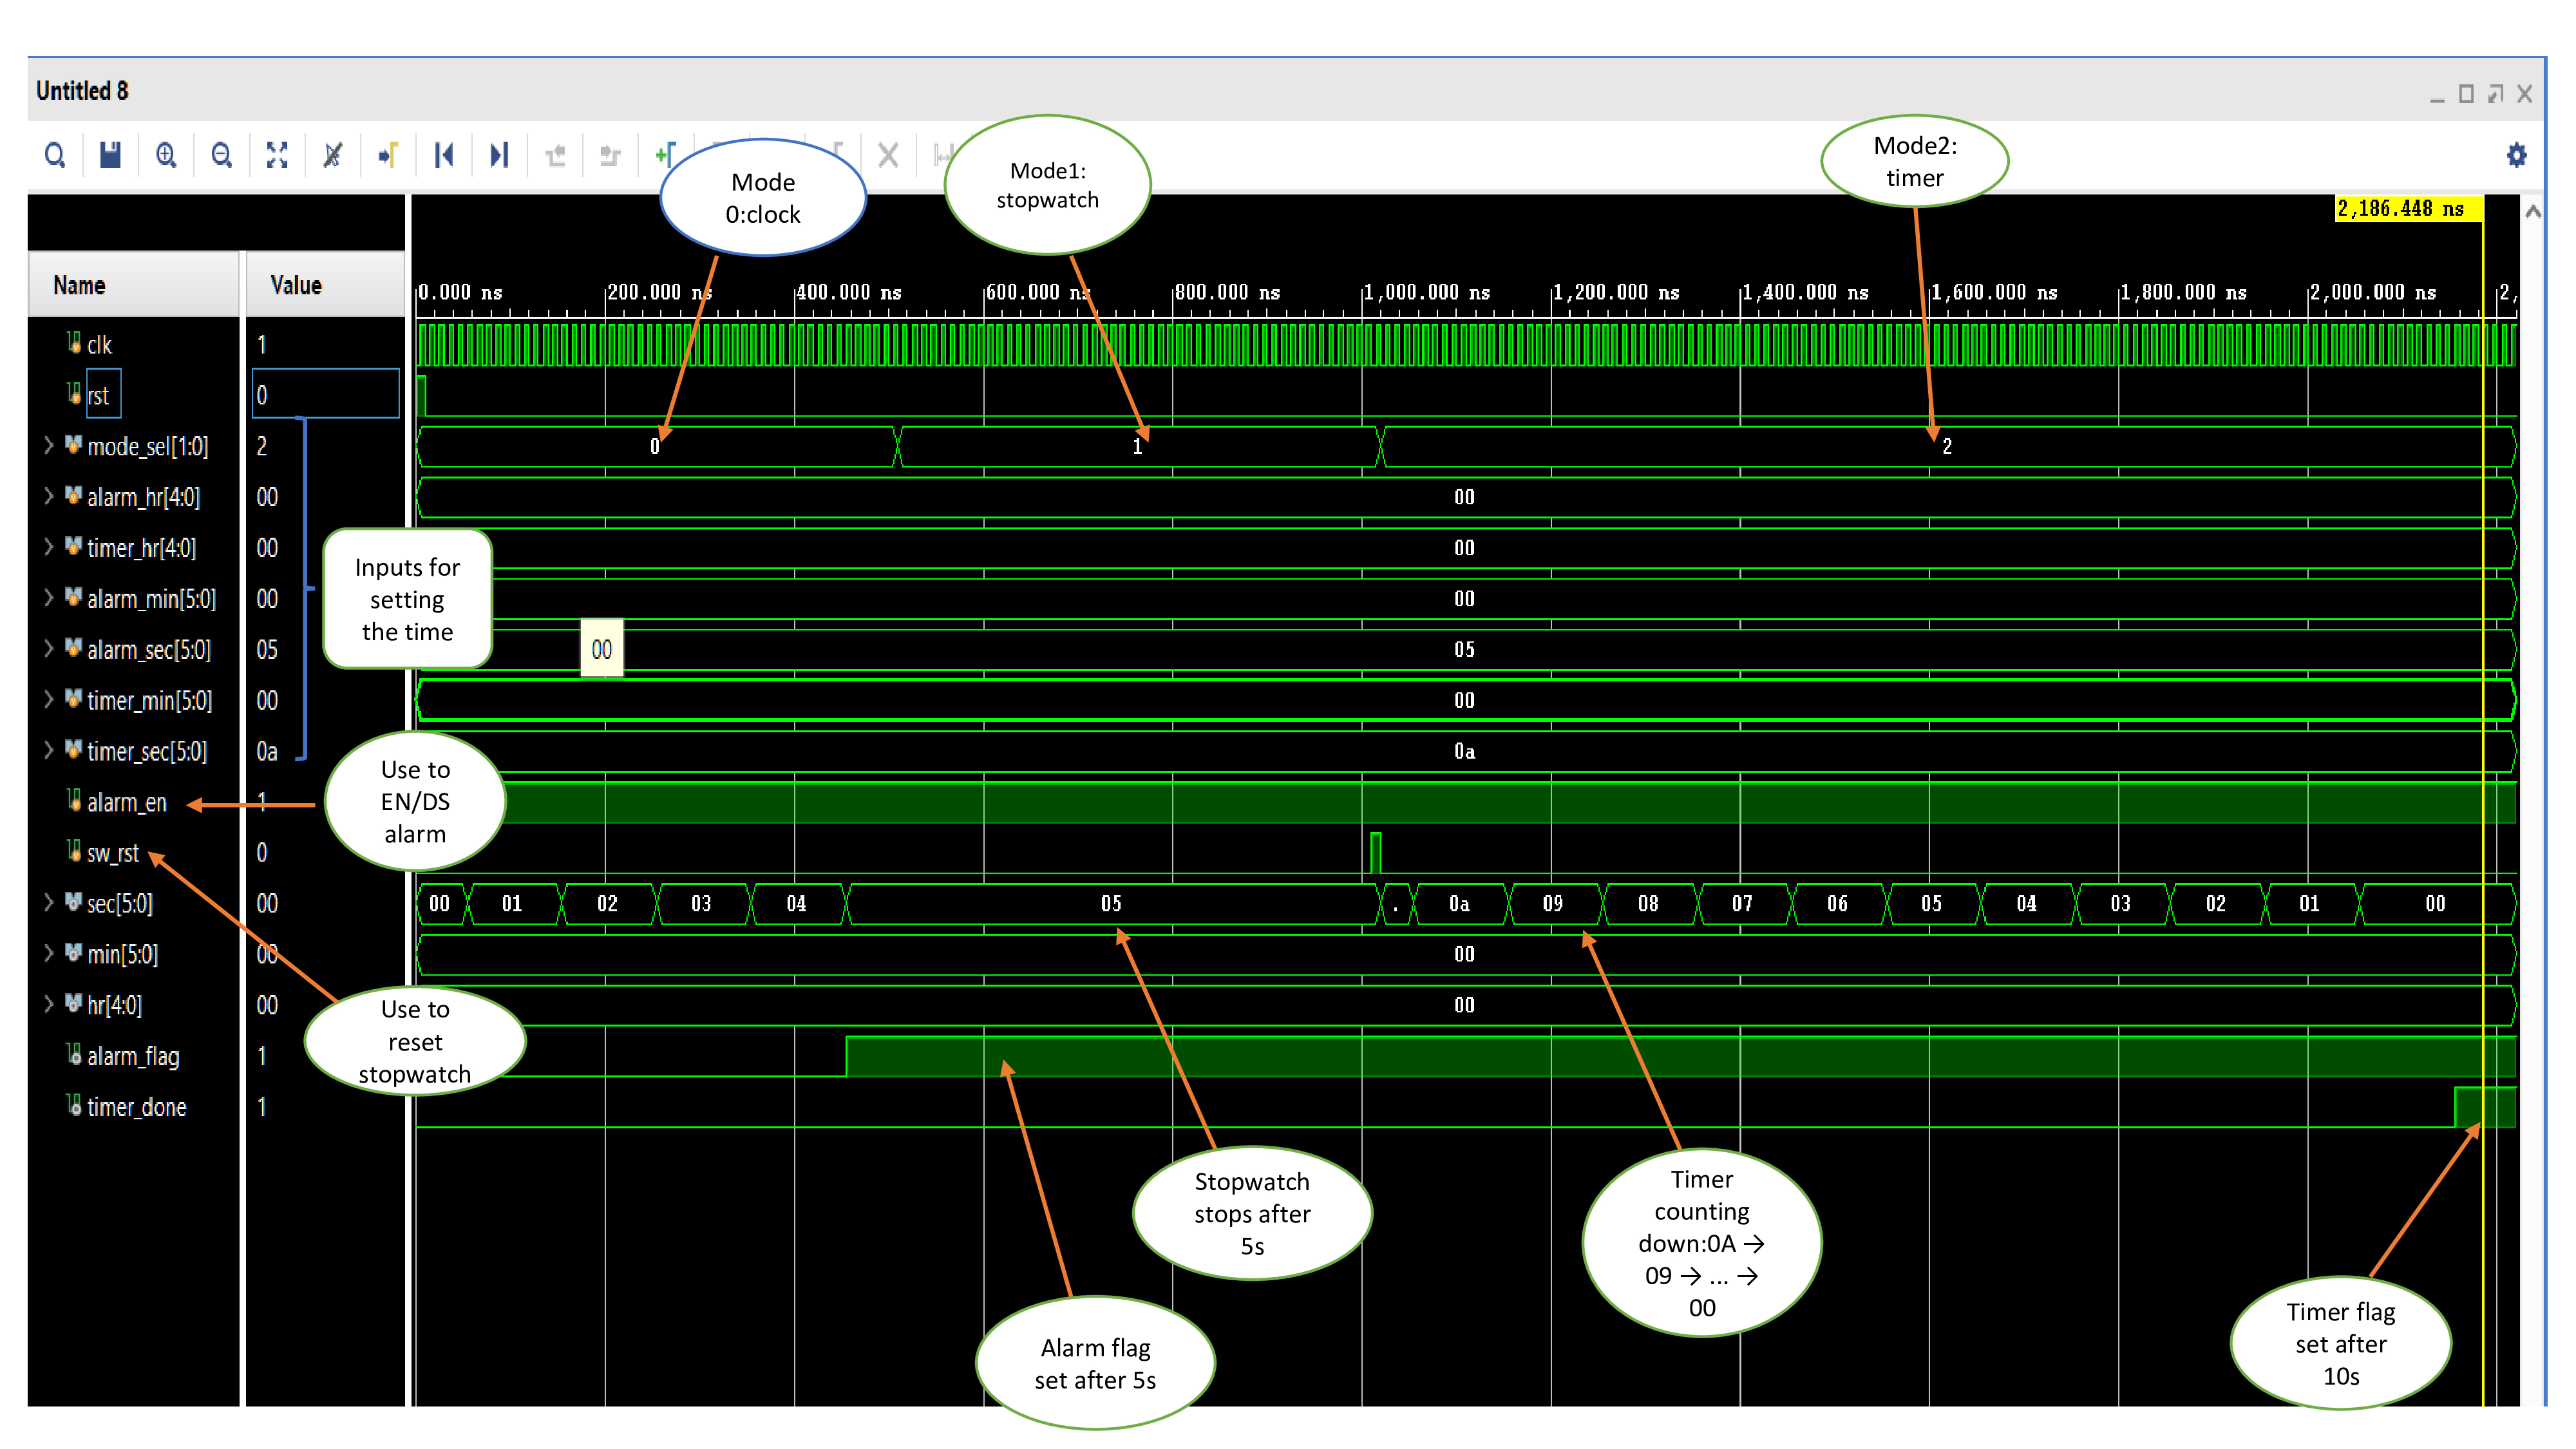 Untitled 8
Mode
0:clock
Mode1:
stopwatch
Mode2:
timer
2,186.448 ns
Name
Value
0.000 ns
200.000 ns
400.000 ns
600.000 ns
800.000 ns
1,000.000 ns
1,200.000 ns
1,400.000 ns
1,600.000 ns
1,800.000 ns
2,000.000 ns
2,
clk
1
rst
0
mode_sel[1:0]
2
0
1
2
alarm_hr[4:0]
00
00
timer_hr[4:0]
00
00
alarm_min[5:0]
00
00
Inputs for
setting
the time
alarm_sec[5:0]
05
00
05
timer_min[5:0]
00
00
timer_sec[5:0]
0a
0a
Use to
EN/DS
alarm
alarm_en
1
sw_rst
0
sec[5:0]
00
00
01
02
03
04
05
.
0a
09
08
07
06
05
04
03
02
01
00
min[5:0]
00
00
hr[4:0]
00
00
Use to
reset
stopwatch
alarm_flag
1
timer_done
1
Stopwatch
stops after
5s
Timer
counting
down:0A →
09 → ... →
00
Alarm flag
set after 5s
Timer flag
set after
10s